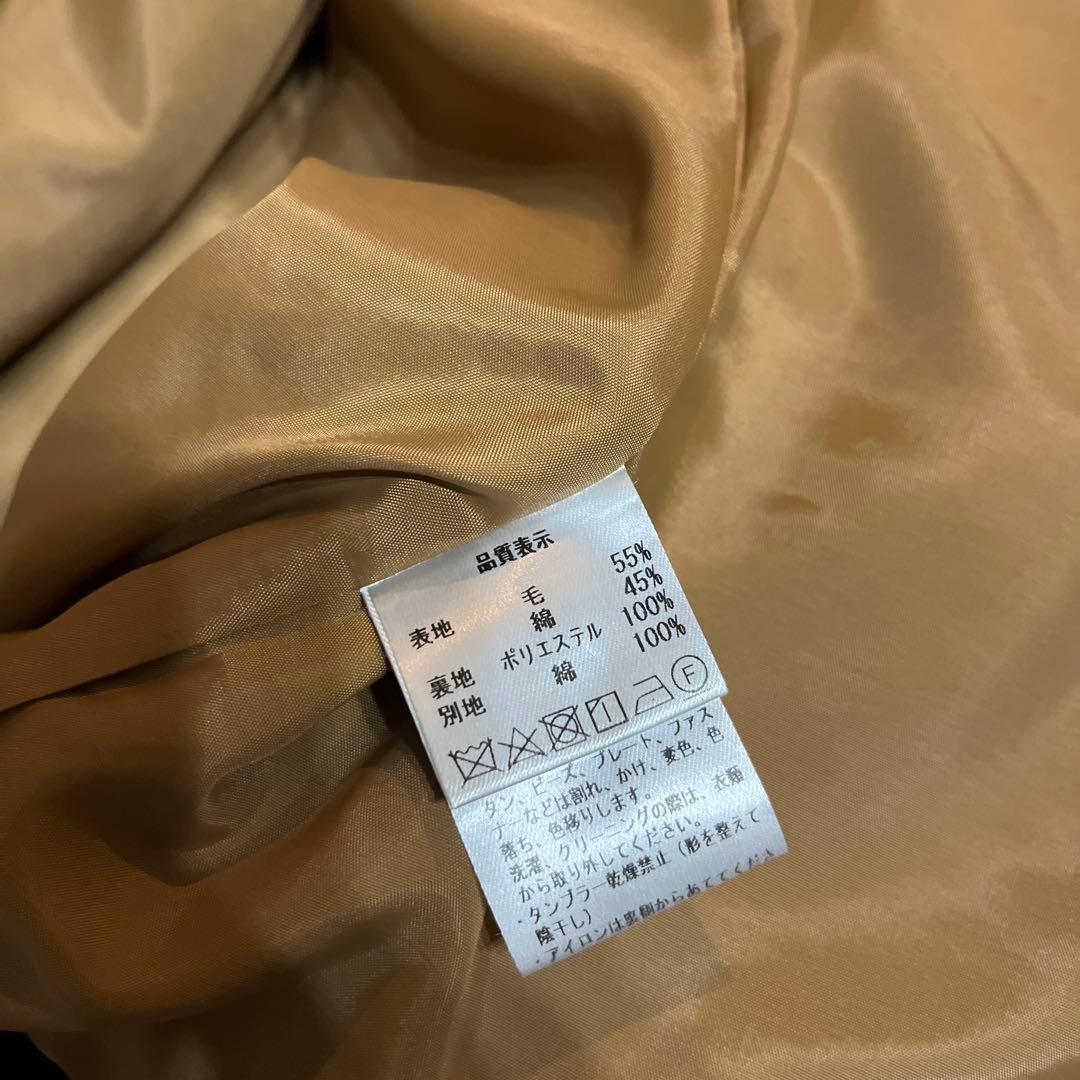 品質表示
表地 毛 55%
綿 45%
裏地 ポリエステル 100%
別地 綿 100%
F
タン、ビーズ、プレート、ファス
ナーなどは割れ、かけ、変色、色
落ち、色移りします。
洗濯、クリーニングの際は、衣類
から取り外してください。
・タンブラー乾燥禁止（形を整えて
陰干し）
・アイロンは裏側からあててくださ